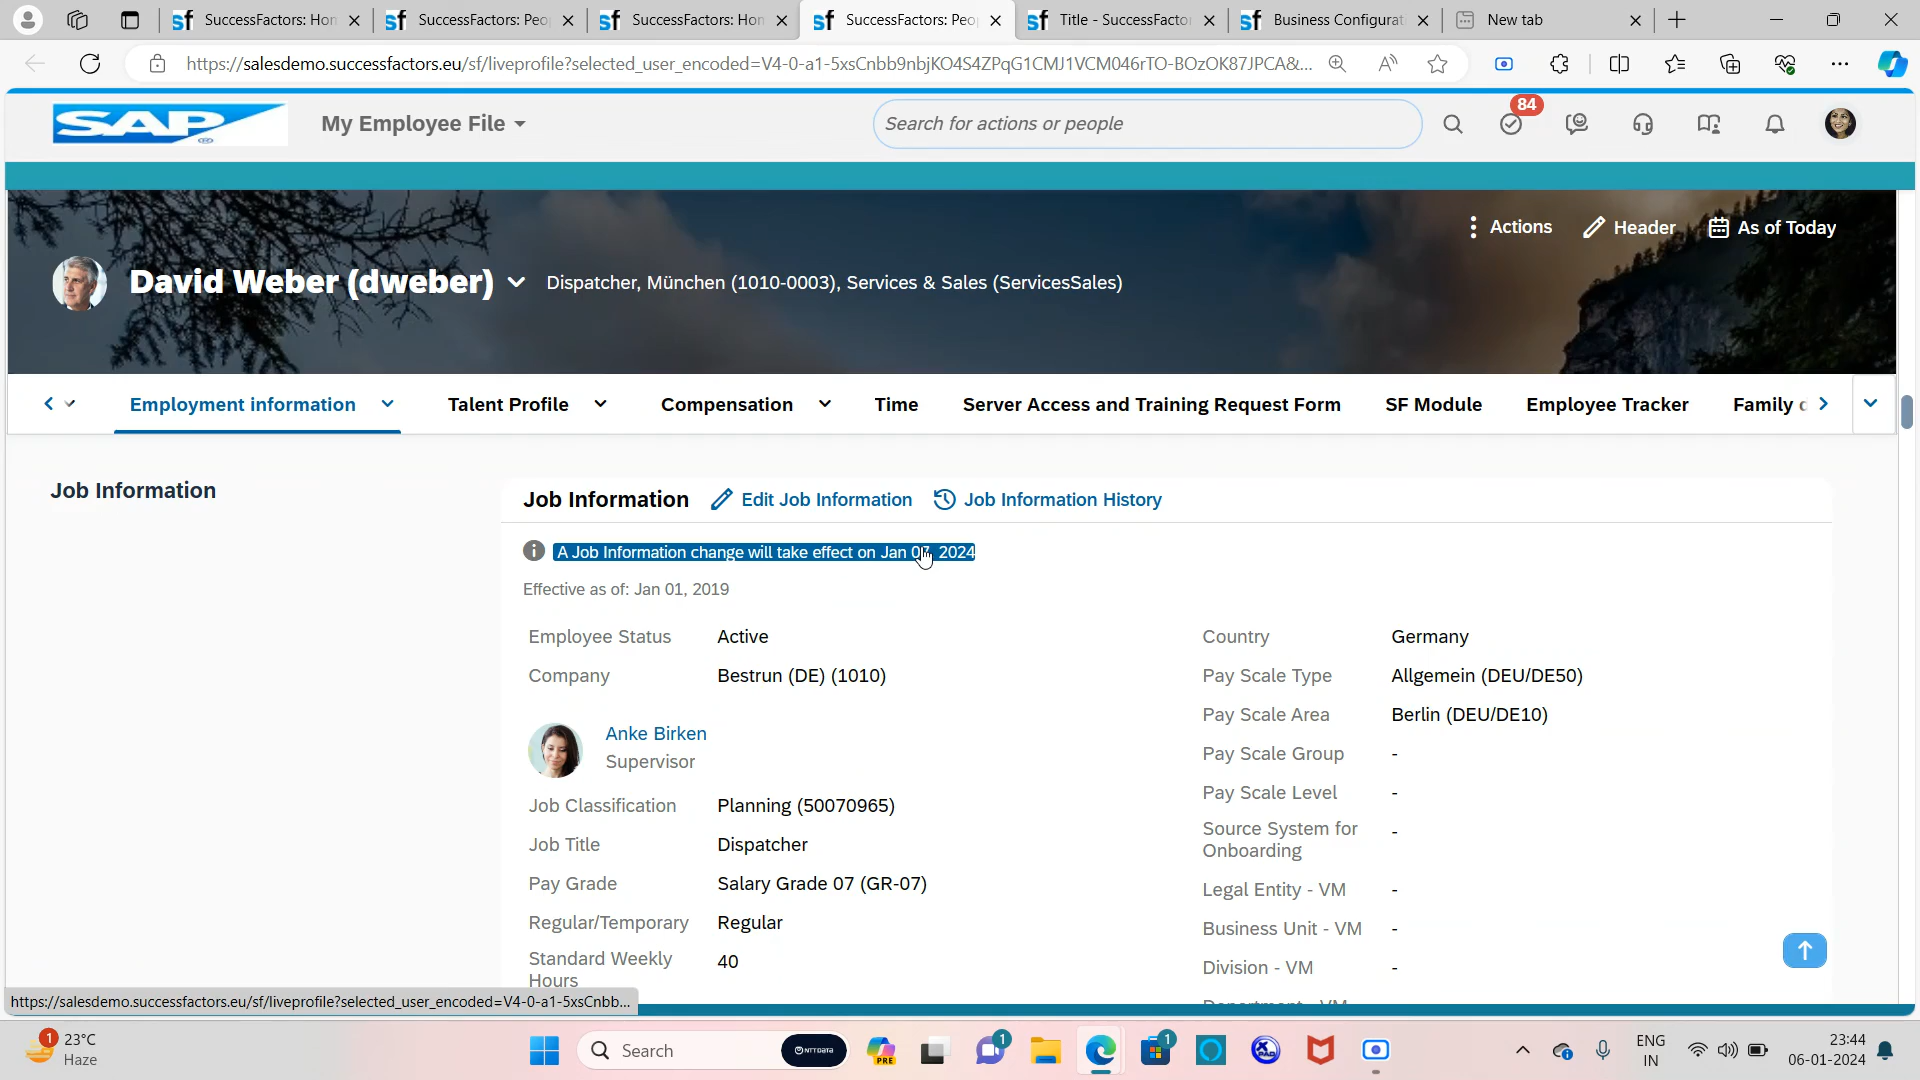 SuccessFactors: Hon
SuccessFactors: Peo
SuccessFactors: Hon
SuccessFactors: Peo
Title - SuccessFactor
Business Configurat
New tab
https://salesdemo.successfactors.eu/sf/liveprofile?selected_user_encoded=V4-0-a1-5xsCnbb9nbjKO4S4ZPqG1CMJ1VCM046rTO-BOzOK87JPCA&...
SAP
My Employee File
Search for actions or people
84
Actions
Header
As of Today
David Weber (dweber)
Dispatcher, München (1010-0003), Services & Sales (ServicesSales)
Employment information
Talent Profile
Compensation
Time
Server Access and Training Request Form
SF Module
Employee Tracker
Family
Job Information
Job Information
Edit Job Information
Job Information History
A Job Information change will take effect on Jan 07, 2024
Effective as of: Jan 01, 2019
Employee Status Active
Company Bestrun (DE) (1010)
Anke Birken
Supervisor
Job Classification Planning (50070965)
Job Title Dispatcher
Pay Grade Salary Grade 07 (GR-07)
Regular/Temporary Regular
Standard Weekly 40
Hours
Country Germany
Pay Scale Type Allgemein (DEU/DE50)
Pay Scale Area Berlin (DEU/DE10)
Pay Scale Group -
Pay Scale Level -
Source System for -
Onboarding
Legal Entity - VM -
Business Unit - VM -
Division - VM -
Department - VM
https://salesdemo.successfactors.eu/sf/liveprofile?selected_user_encoded=V4-0-a1-5xsCnbb...
1
23°C
Haze
Search
NTT DATA
PRE
1
1
ENG
IN
23:44
06-01-2024